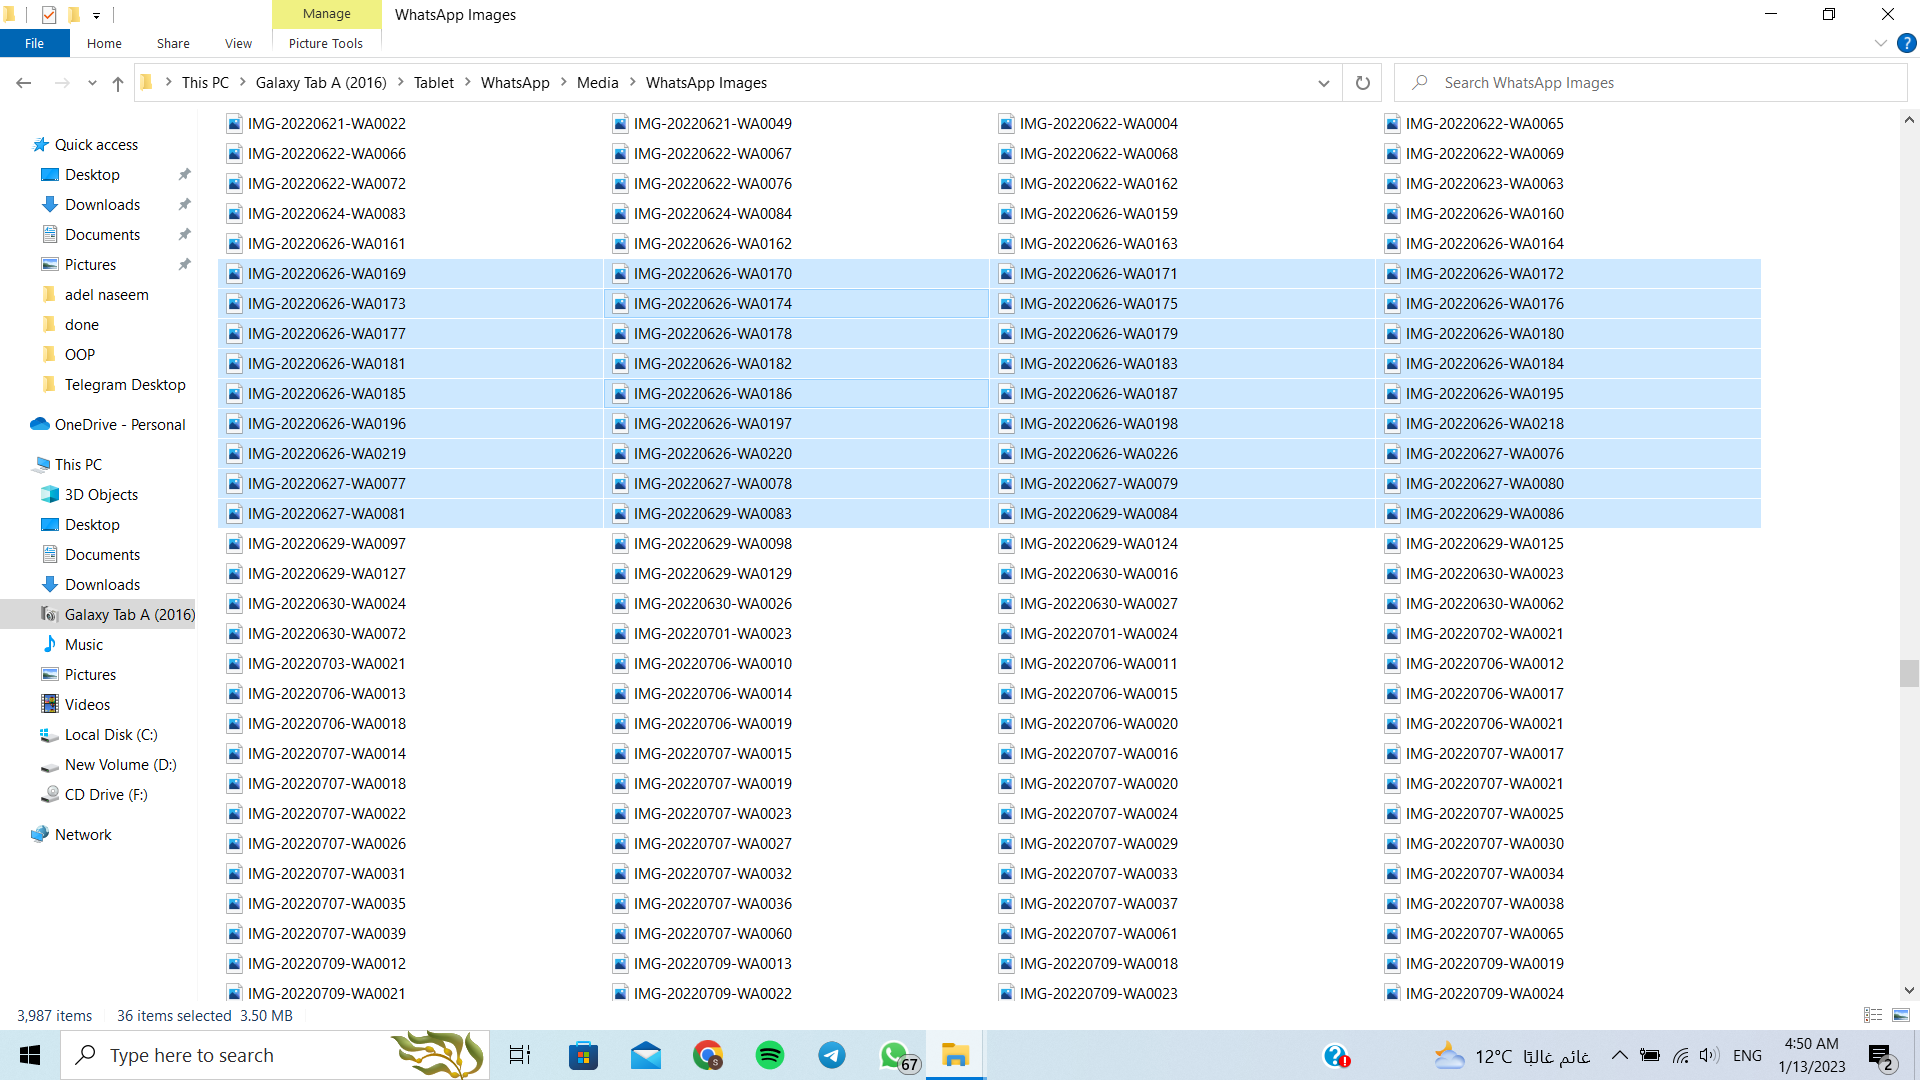 Manage
WhatsApp Images
File
Home
Share
View
Picture Tools
This PC
Galaxy Tab A (2016)
Tablet
WhatsApp
Media
WhatsApp Images
Search WhatsApp Images
Quick access
Desktop
Downloads
Documents
Pictures
adel naseem
done
OOP
Telegram Desktop
OneDrive - Personal
This PC
3D Objects
Desktop
Documents
Downloads
Galaxy Tab A (2016)
Music
Pictures
Videos
Local Disk (C:)
New Volume (D:)
CD Drive (F:)
Network
IMG-20220621-WA0022 IMG-20220621-WA0049 IMG-20220622-WA0004 IMG-20220622-WA0065
IMG-20220622-WA0066 IMG-20220622-WA0067 IMG-20220622-WA0068 IMG-20220622-WA0069
IMG-20220622-WA0072 IMG-20220622-WA0076 IMG-20220622-WA0162 IMG-20220623-WA0063
IMG-20220624-WA0083 IMG-20220624-WA0084 IMG-20220626-WA0159 IMG-20220626-WA0160
IMG-20220626-WA0161 IMG-20220626-WA0162 IMG-20220626-WA0163 IMG-20220626-WA0164
IMG-20220626-WA0169 IMG-20220626-WA0170 IMG-20220626-WA0171 IMG-20220626-WA0172
IMG-20220626-WA0173 IMG-20220626-WA0174 IMG-20220626-WA0175 IMG-20220626-WA0176
IMG-20220626-WA0177 IMG-20220626-WA0178 IMG-20220626-WA0179 IMG-20220626-WA0180
IMG-20220626-WA0181 IMG-20220626-WA0182 IMG-20220626-WA0183 IMG-20220626-WA0184
IMG-20220626-WA0185 IMG-20220626-WA0186 IMG-20220626-WA0187 IMG-20220626-WA0195
IMG-20220626-WA0196 IMG-20220626-WA0197 IMG-20220626-WA0198 IMG-20220626-WA0218
IMG-20220626-WA0219 IMG-20220626-WA0220 IMG-20220626-WA0226 IMG-20220627-WA0076
IMG-20220627-WA0077 IMG-20220627-WA0078 IMG-20220627-WA0079 IMG-20220627-WA0080
IMG-20220627-WA0081 IMG-20220629-WA0083 IMG-20220629-WA0084 IMG-20220629-WA0086
IMG-20220629-WA0097 IMG-20220629-WA0098 IMG-20220629-WA0124 IMG-20220629-WA0125
IMG-20220629-WA0127 IMG-20220629-WA0129 IMG-20220630-WA0016 IMG-20220630-WA0023
IMG-20220630-WA0024 IMG-20220630-WA0026 IMG-20220630-WA0027 IMG-20220630-WA0062
IMG-20220630-WA0072 IMG-20220701-WA0023 IMG-20220701-WA0024 IMG-20220702-WA0021
IMG-20220703-WA0021 IMG-20220706-WA0010 IMG-20220706-WA0011 IMG-20220706-WA0012
IMG-20220706-WA0013 IMG-20220706-WA0014 IMG-20220706-WA0015 IMG-20220706-WA0017
IMG-20220706-WA0018 IMG-20220706-WA0019 IMG-20220706-WA0020 IMG-20220706-WA0021
IMG-20220707-WA0014 IMG-20220707-WA0015 IMG-20220707-WA0016 IMG-20220707-WA0017
IMG-20220707-WA0018 IMG-20220707-WA0019 IMG-20220707-WA0020 IMG-20220707-WA0021
IMG-20220707-WA0022 IMG-20220707-WA0023 IMG-20220707-WA0024 IMG-20220707-WA0025
IMG-20220707-WA0026 IMG-20220707-WA0027 IMG-20220707-WA0029 IMG-20220707-WA0030
IMG-20220707-WA0031 IMG-20220707-WA0032 IMG-20220707-WA0033 IMG-20220707-WA0034
IMG-20220707-WA0035 IMG-20220707-WA0036 IMG-20220707-WA0037 IMG-20220707-WA0038
IMG-20220707-WA0039 IMG-20220707-WA0060 IMG-20220707-WA0061 IMG-20220707-WA0065
IMG-20220709-WA0012 IMG-20220709-WA0013 IMG-20220709-WA0018 IMG-20220709-WA0019
IMG-20220709-WA0021 IMG-20220709-WA0022 IMG-20220709-WA0023 IMG-20220709-WA0024
3,987 items
36 items selected 3.50 MB
Type here to search
67
12°C غائم غالبًا
ENG
4:50 AM
1/13/2023
2